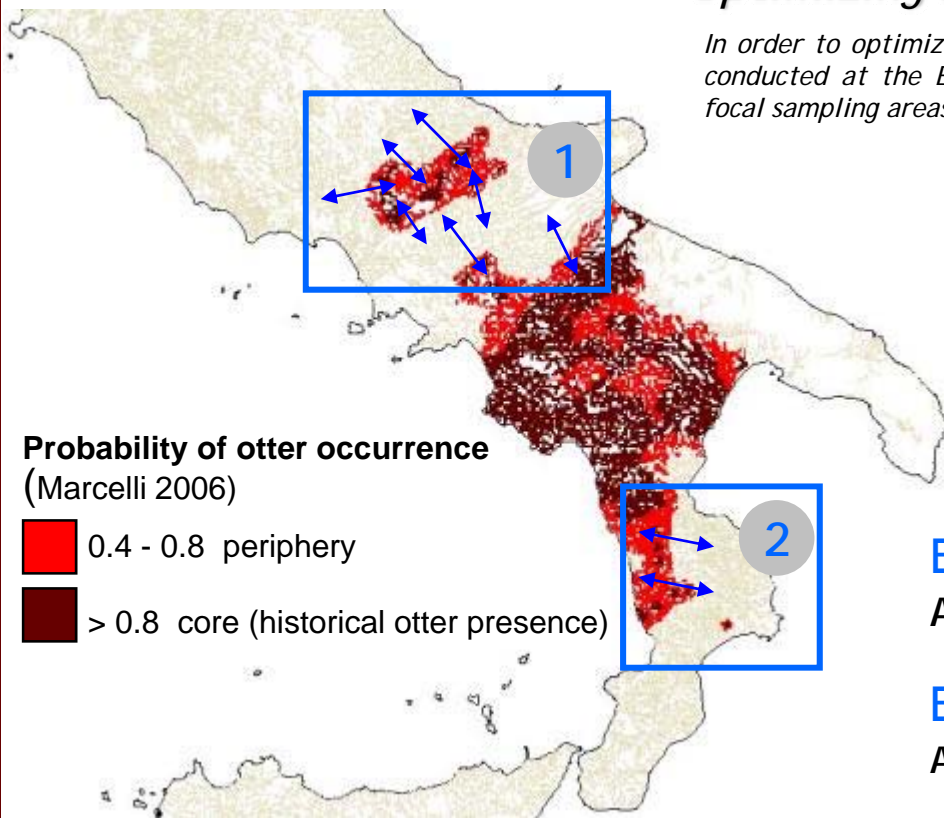 In order to optimiz
conducted at the
focal sampling areas
1
Probability of otter occurrence
(Marcelli 2006)
0.4 - 0.8 periphery
> 0.8 core (historical otter presence)
2